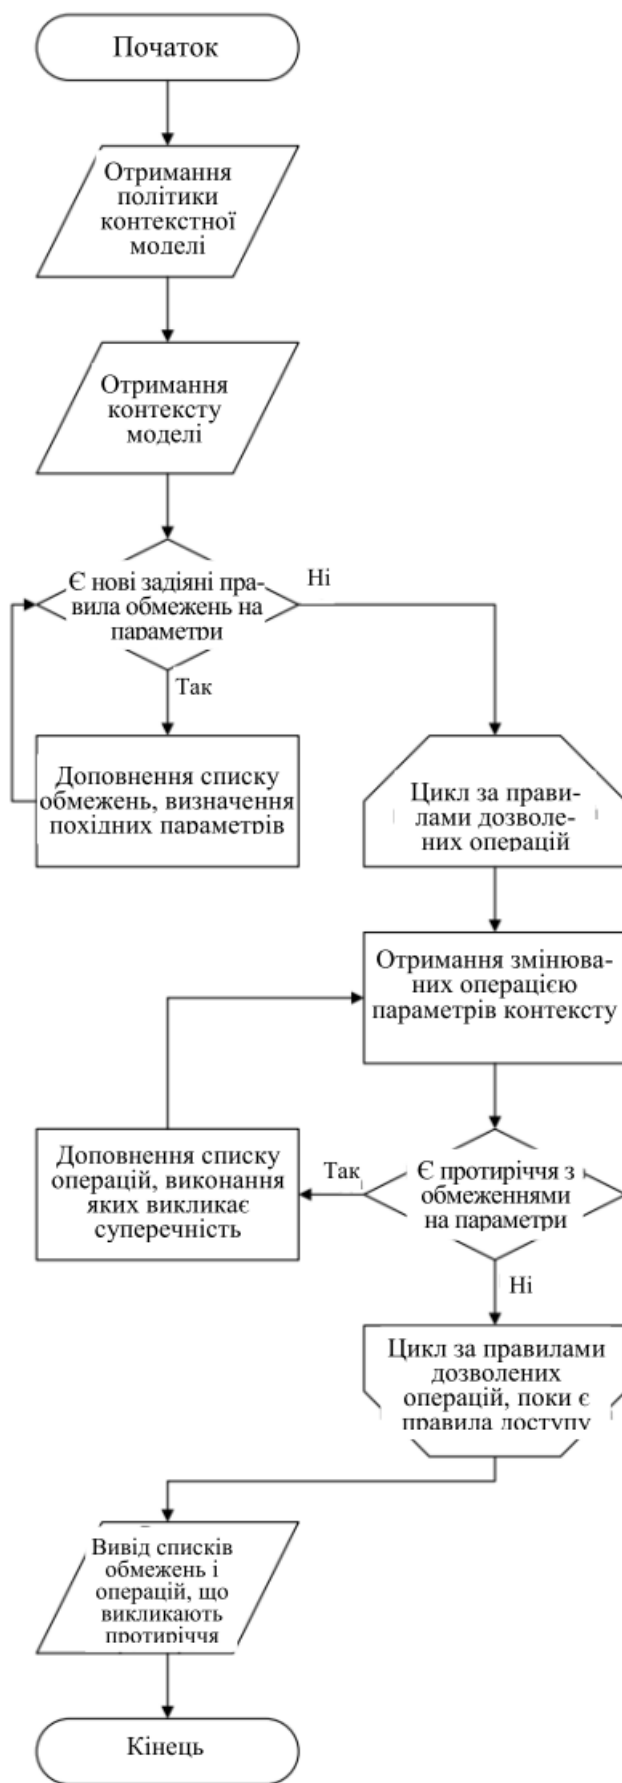 Початок
Отримання
політики
контекстної
моделі
Отримання
контексту
моделі
Є нові задіяні пра-
вила обмежень на
параметри
Ні
Так
Доповнення списку
обмежень, визначення
похідних параметрів
Цикл за прави-
лами дозволе-
них операцій
Отримання змінюва-
них операцією
параметрів контексту
Доповнення списку
операцій, виконання
яких викликає
суперечність
Так
Є протиріччя з
обмеженнями
на параметри
Ні
Цикл за правилами
дозволених
операцій, поки є
правила доступу
Вивід списків
обмежень і
операцій, що
викликають
протиріччя
Кінець